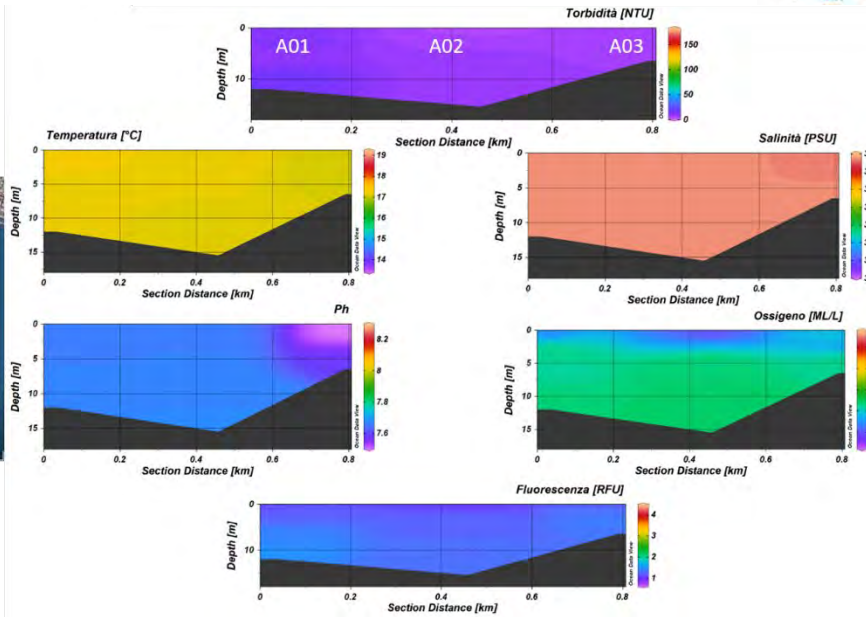 Torbidità [NTU]
Depth [m]
0
10
A01 A02 A03
0 0.2 0.4 0.6 0.8
Section Distance [km]
150
100
50
0
Ocean Data View
Temperatura [°C]
Depth [m]
0
5
10
15
0 0.2 0.4 0.6 0.8
Section Distance [km]
19
18
17
16
15
14
Ocean Data View
Salinità [PSU]
Depth [m]
0
5
10
15
0 0.2 0.4 0.6 0.8
Section Distance [km]
Ocean Data View
Ph
Depth [m]
0
5
10
15
0 0.2 0.4 0.6 0.8
Section Distance [km]
8.2
8
7.8
7.6
Ocean Data View
Ossigeno [ML/L]
Depth [m]
0
5
10
15
0 0.2 0.4 0.6 0.8
Section Distance [km]
Ocean Data View
Fluorescenza [RFU]
Depth [m]
0
10
0 0.2 0.4 0.6 0.8
Section Distance [km]
4
3
2
1
Ocean Data View